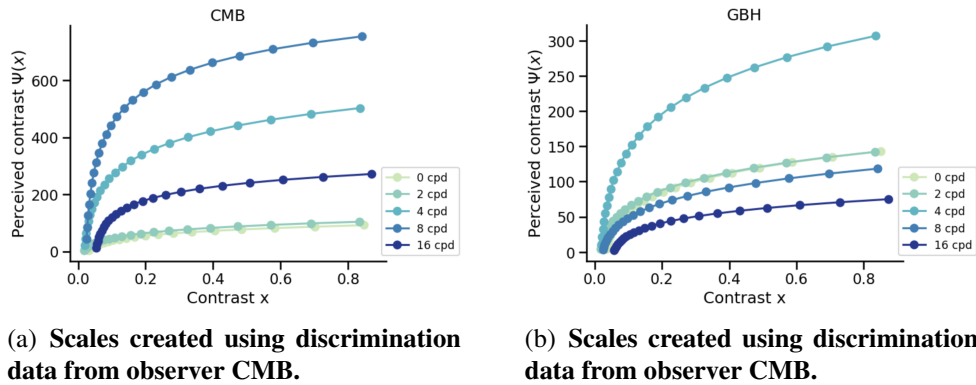 CMB
Perceived contrast Ψ(x)
600
400
200
0
0 cpd
2 cpd
4 cpd
8 cpd
16 cpd
0.0 0.2 0.4 0.6 0.8
Contrast x
(a) Scales created using discrimination
data from observer CMB.
GBH
Perceived contrast Ψ(x)
300
250
200
150
100
50
0
0 cpd
2 cpd
4 cpd
8 cpd
16 cpd
0.0 0.2 0.4 0.6 0.8
Contrast x
(b) Scales created using discrimination
data from observer CMB.